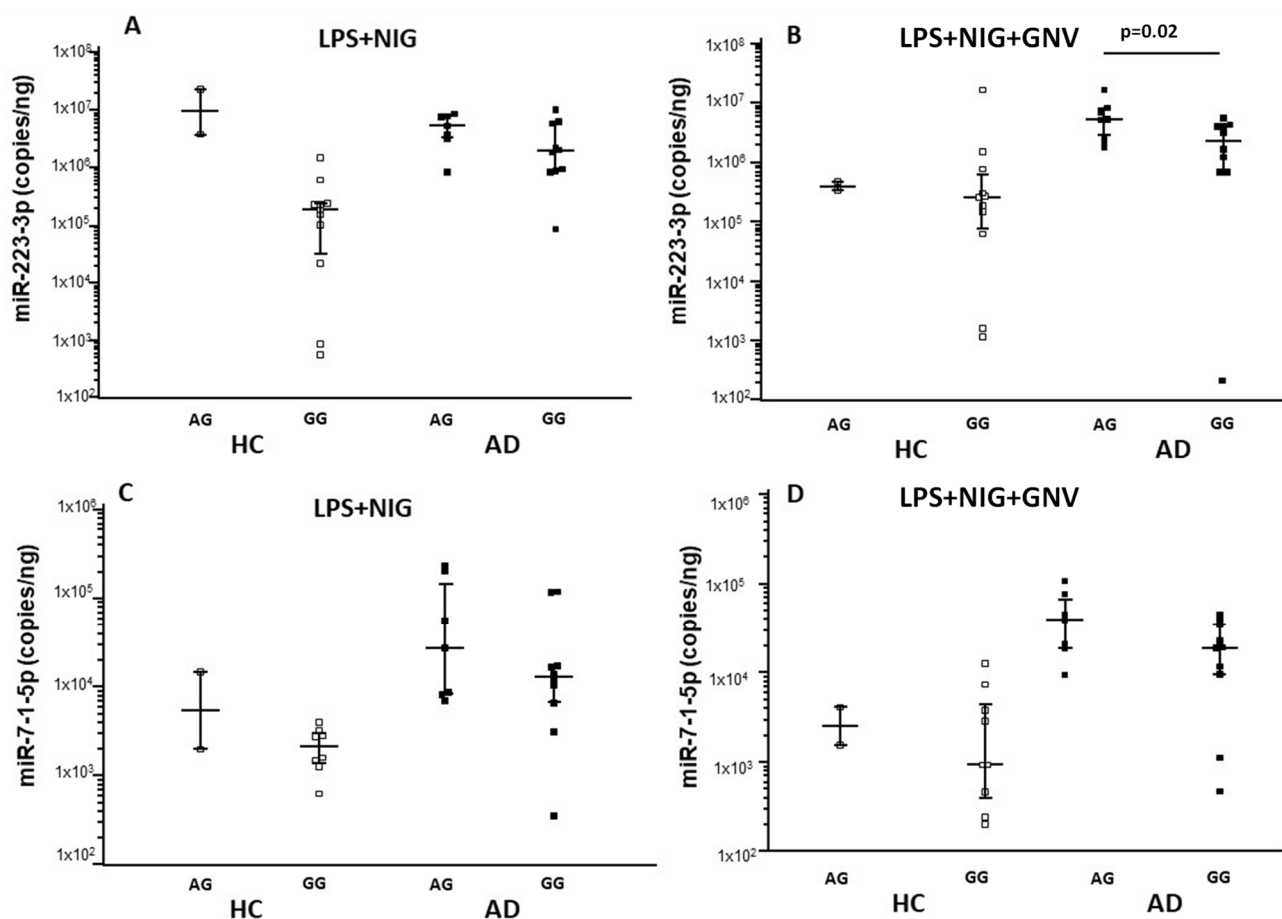 A
LPS+NIG
miR-223-3p (copies/ng)
1x10⁸
1x10⁷
1x10⁶
1x10⁵
1x10⁴
1x10³
1x10²
AG
GG
AG
GG
HC
AD
B
LPS+NIG+GNV
p=0.02
miR-223-3p (copies/ng)
1x10⁸
1x10⁷
1x10⁶
1x10⁵
1x10⁴
1x10³
1x10²
AG
GG
AG
GG
HC
AD
C
LPS+NIG
miR-7-1-5p (copies/ng)
1x10⁶
1x10⁵
1x10⁴
1x10³
1x10²
AG
GG
AG
GG
HC
AD
D
LPS+NIG+GNV
miR-7-1-5p (copies/ng)
1x10⁶
1x10⁵
1x10⁴
1x10³
1x10²
AG
GG
AG
GG
HC
AD